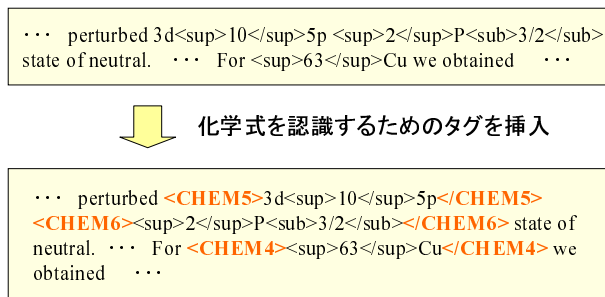 ··· perturbed 3d<sup>10</sup>5p <sup>2</sup>P<sub>3/2</sub>
state of neutral. ··· For <sup>63</sup>Cu we obtained ···
化学式を認識するためのタグを挿入
··· perturbed <CHEM5>3d<sup>10</sup>5p</CHEM5>
<CHEM6><sup>2</sup>P<sub>3/2</sub></CHEM6> state of
neutral. ··· For <CHEM4><sup>63</sup>Cu</CHEM4> we
obtained ···